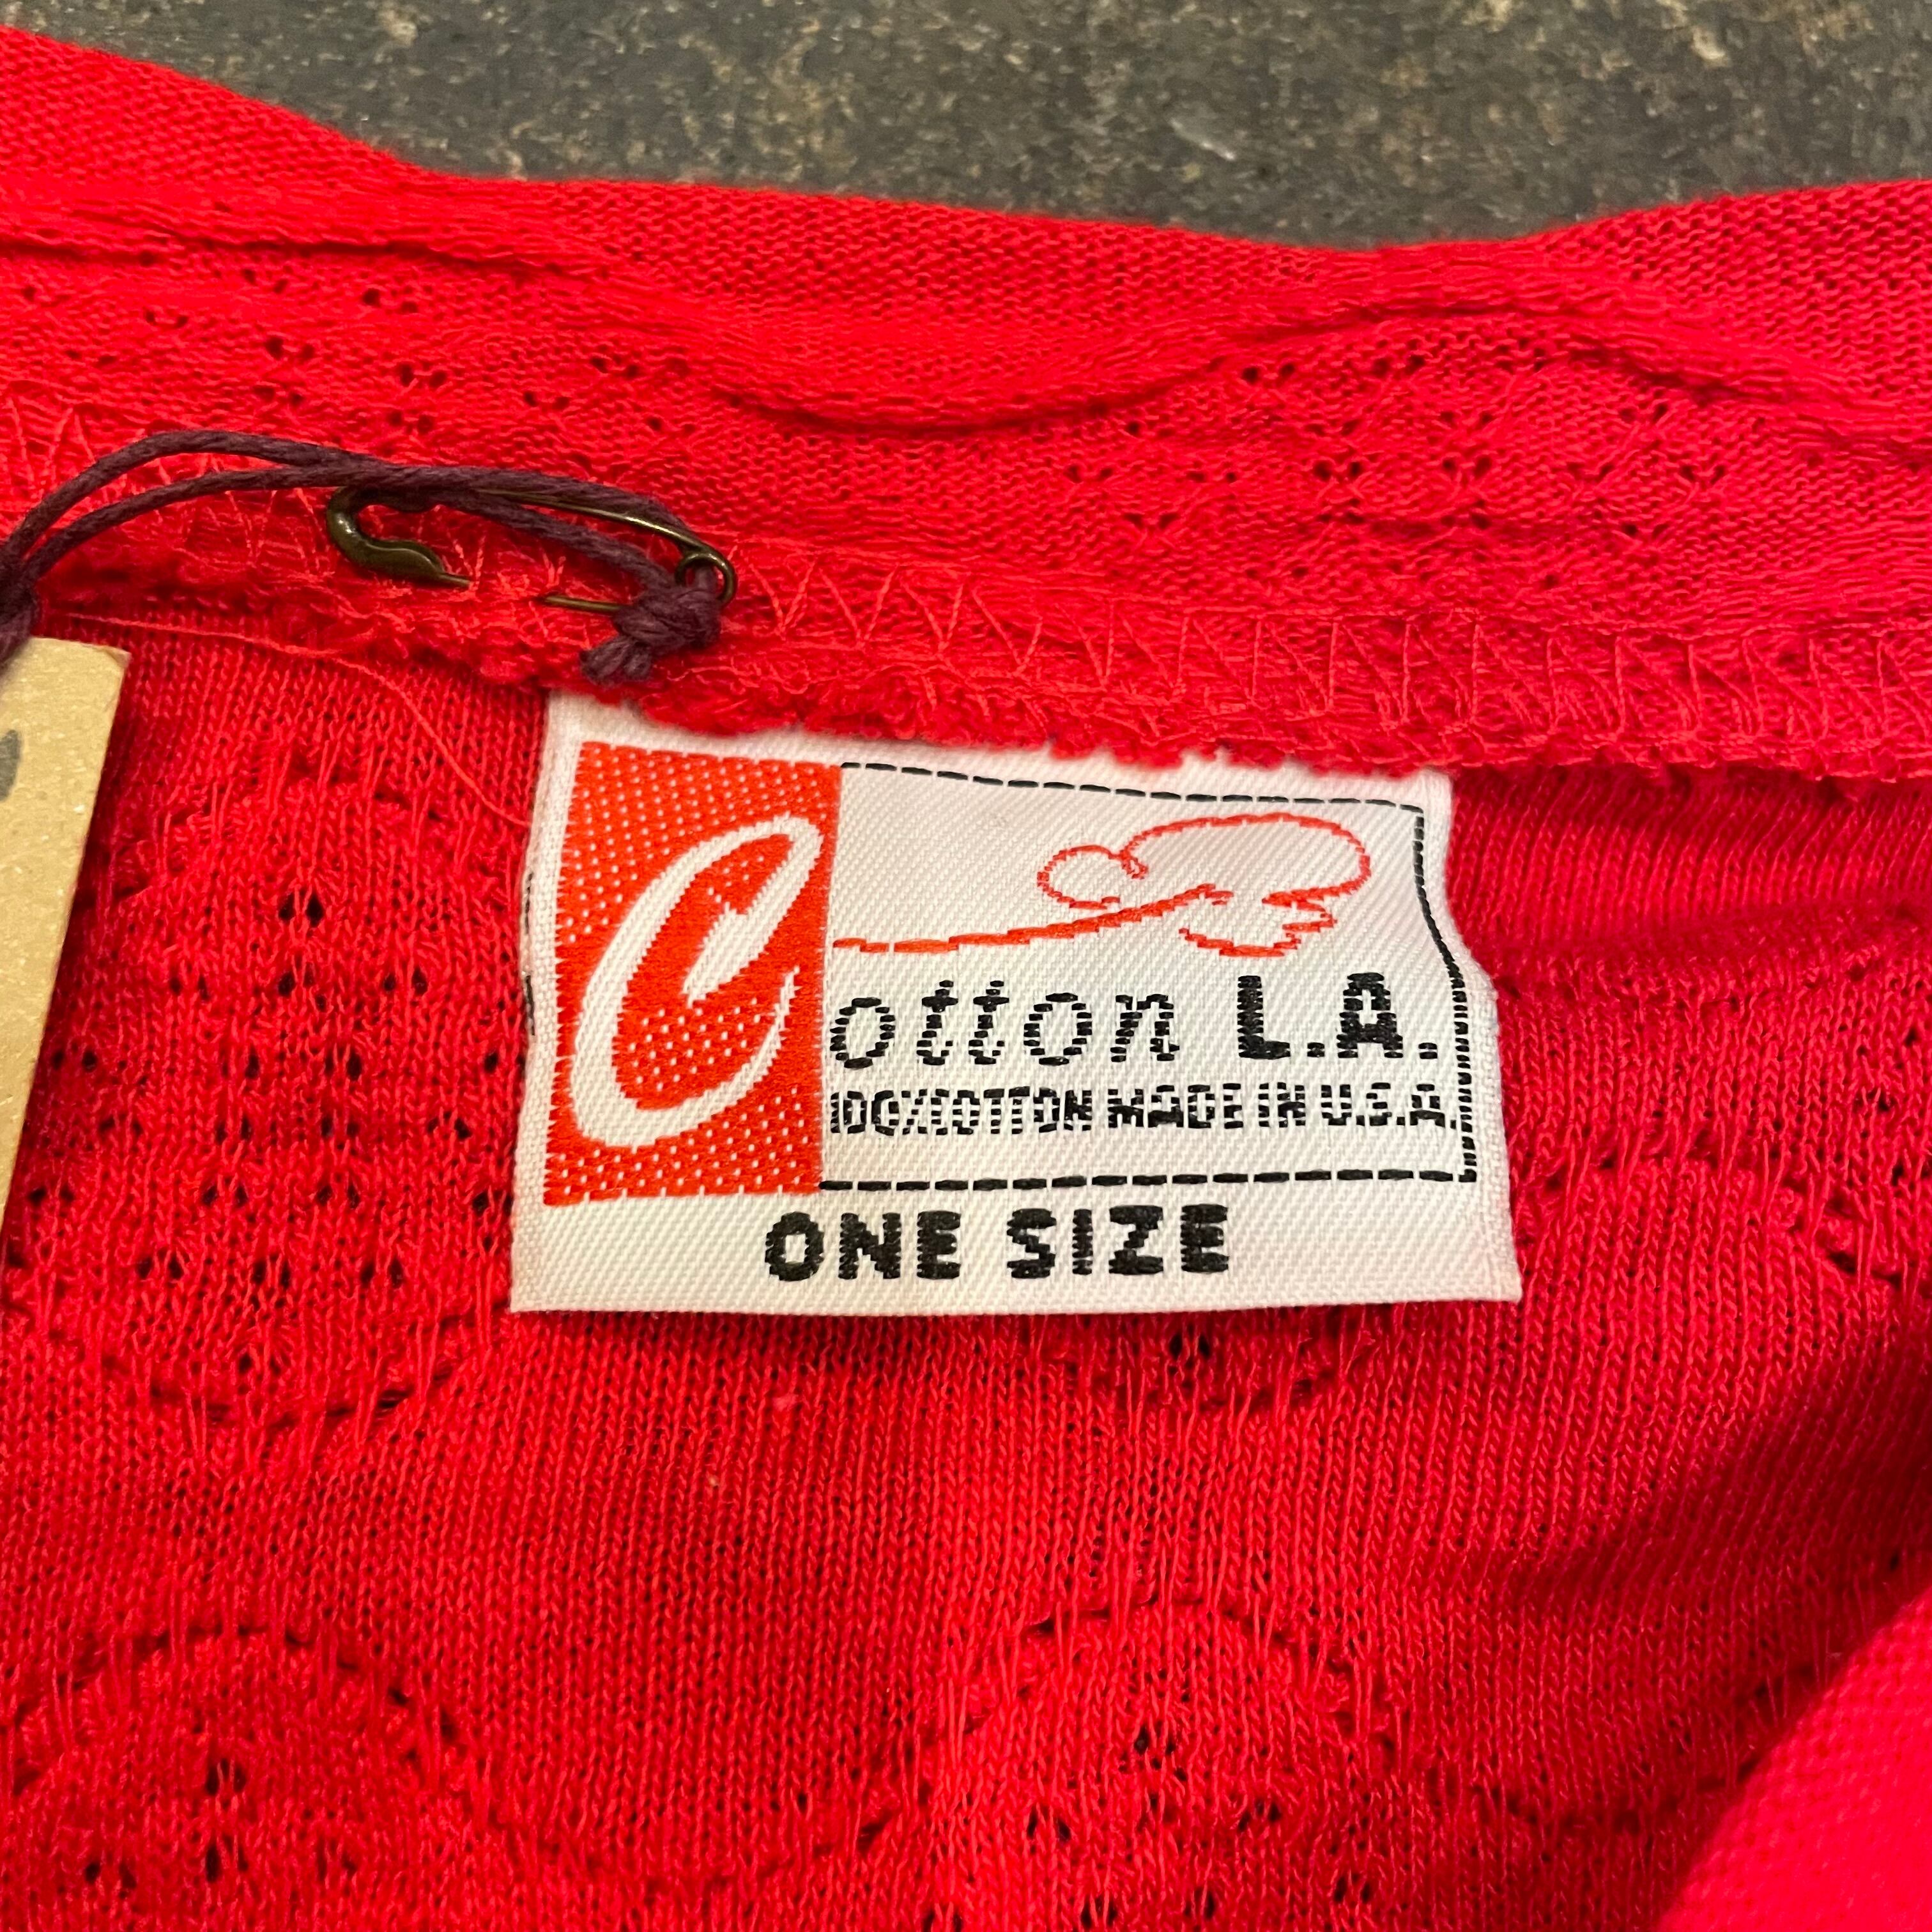 Cotton L.A.
100% COTTON MADE IN U.S.A.
ONE SIZE